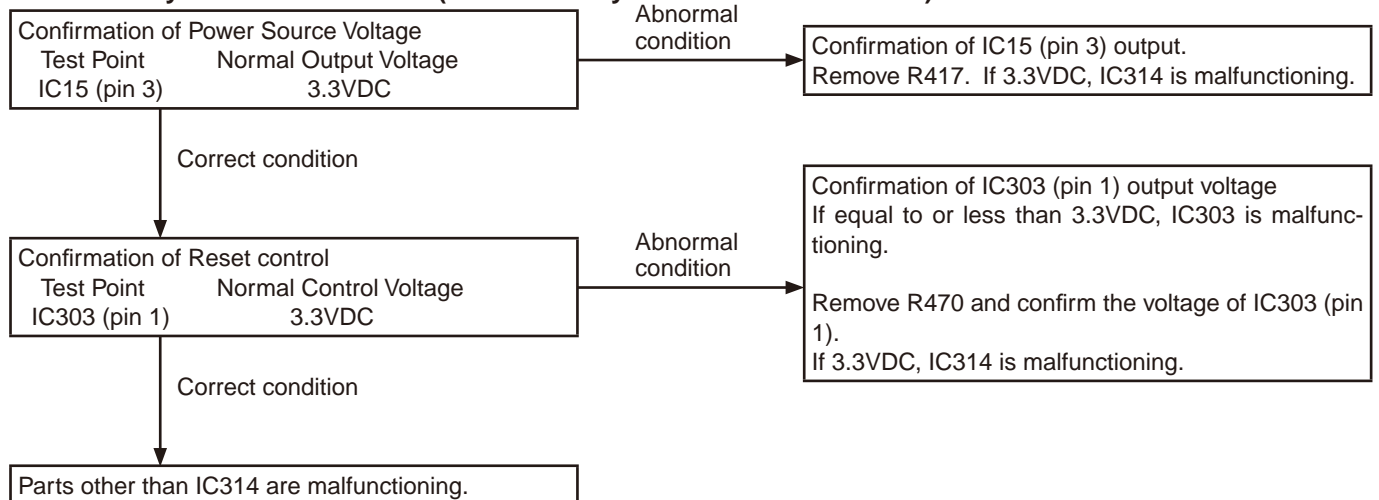 Abnormal
condition
Confirmation of Power Source Voltage
Test Point Normal Output Voltage
IC15 (pin 3) 3.3VDC
Confirmation of IC15 (pin 3) output.
Remove R417. If 3.3VDC, IC314 is malfunctioning.
Correct condition
Confirmation of Reset control
Test Point Normal Control Voltage
IC303 (pin 1) 3.3VDC
Abnormal
condition
Confirmation of IC303 (pin 1) output voltage
If equal to or less than 3.3VDC, IC303 is malfunc-
tioning.
Remove R470 and confirm the voltage of IC303 (pin
1).
If 3.3VDC, IC314 is malfunctioning.
Correct condition
Parts other than IC314 are malfunctioning.